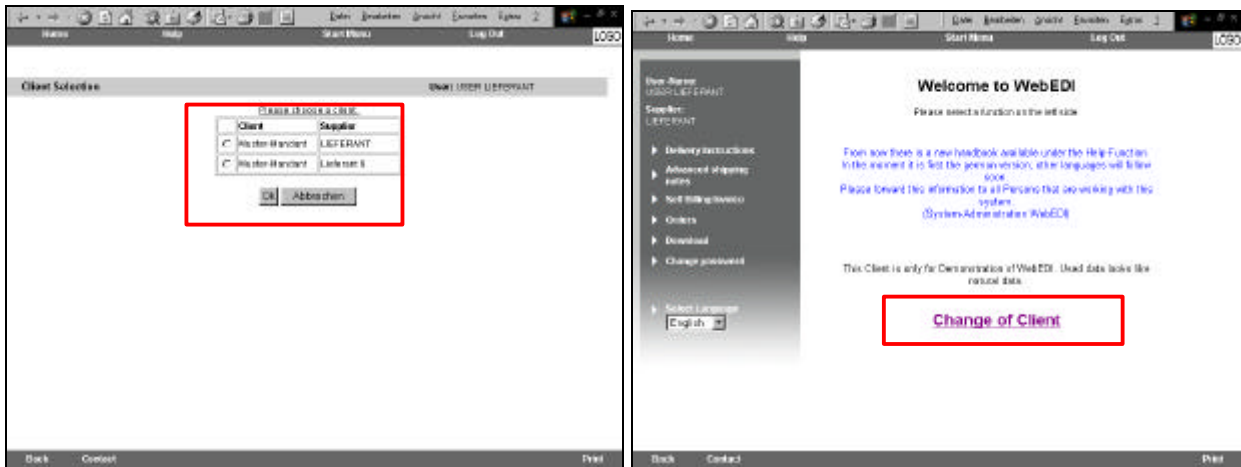 Datei Bearbeiten Ansicht Favoriten Extras ?
Home Help Start Menu Log Out LOGO
Client Selection User: USER LIEFERANT
Please choose a client.
Client Supplier
Muster-Mandant LIEFERANT
Muster-Mandant Lieferant II
Ok Abbrechen
Back Contact Print
Datei Bearbeiten Ansicht Favoriten Extras ?
Home Help Start Menu Log Out LOGO
User-Name:
USER LIEFERANT
Supplier:
LIEFERANT
Delivery instructions
Advanced shipping
notes
Self Billing Invoice
Orders
Download
Change password
Select Language
English
Welcome to WebEDI
Please select a function on the left side
From now there is a new handbook available under the Help-Function.
In the moment it is first the german version, other languages will follow
soon.
Please forward this information to all Persons that are working with this
system.
(System-Administration WebEDI)
This Client is only for Demonstration of WebEDI. Used data looks like
natural data.
Change of Client
Back Contact Print